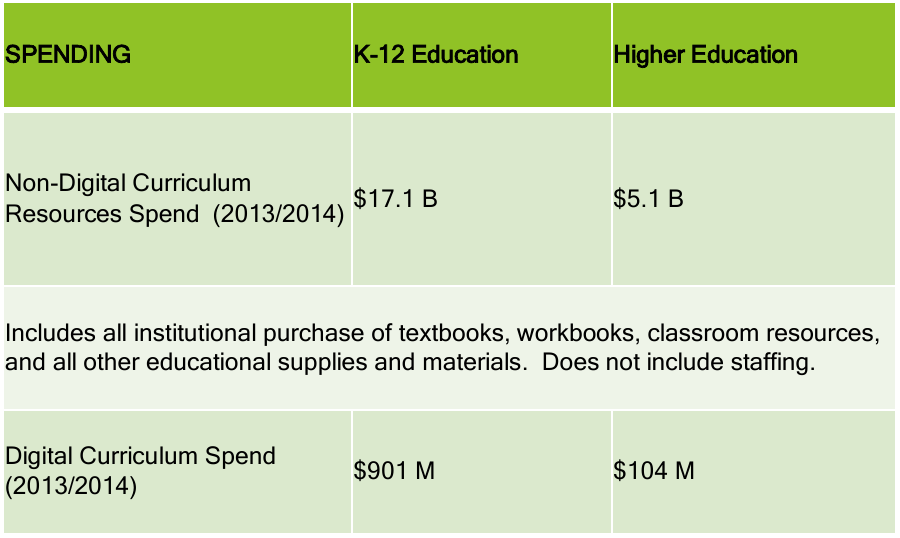 SPENDING K-12 Education Higher Education
Non-Digital Curriculum
Resources Spend  (2013/2014) $17.1 B $5.1 B
Includes all institutional purchase of textbooks, workbooks, classroom resources,
and all other educational supplies and materials.  Does not include staffing.
Digital Curriculum Spend
(2013/2014) $901 M $104 M